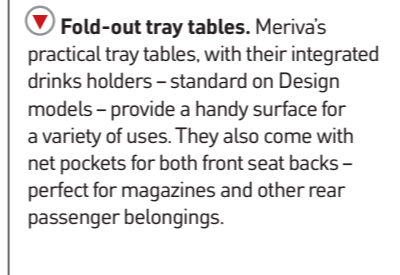 Fold-out tray tables. Meriva's
practical tray tables, with their integrated
drinks holders – standard on Design
models – provide a handy surface for
a variety of uses. They also come with
net pockets for both front seat backs –
perfect for magazines and other rear
passenger belongings.